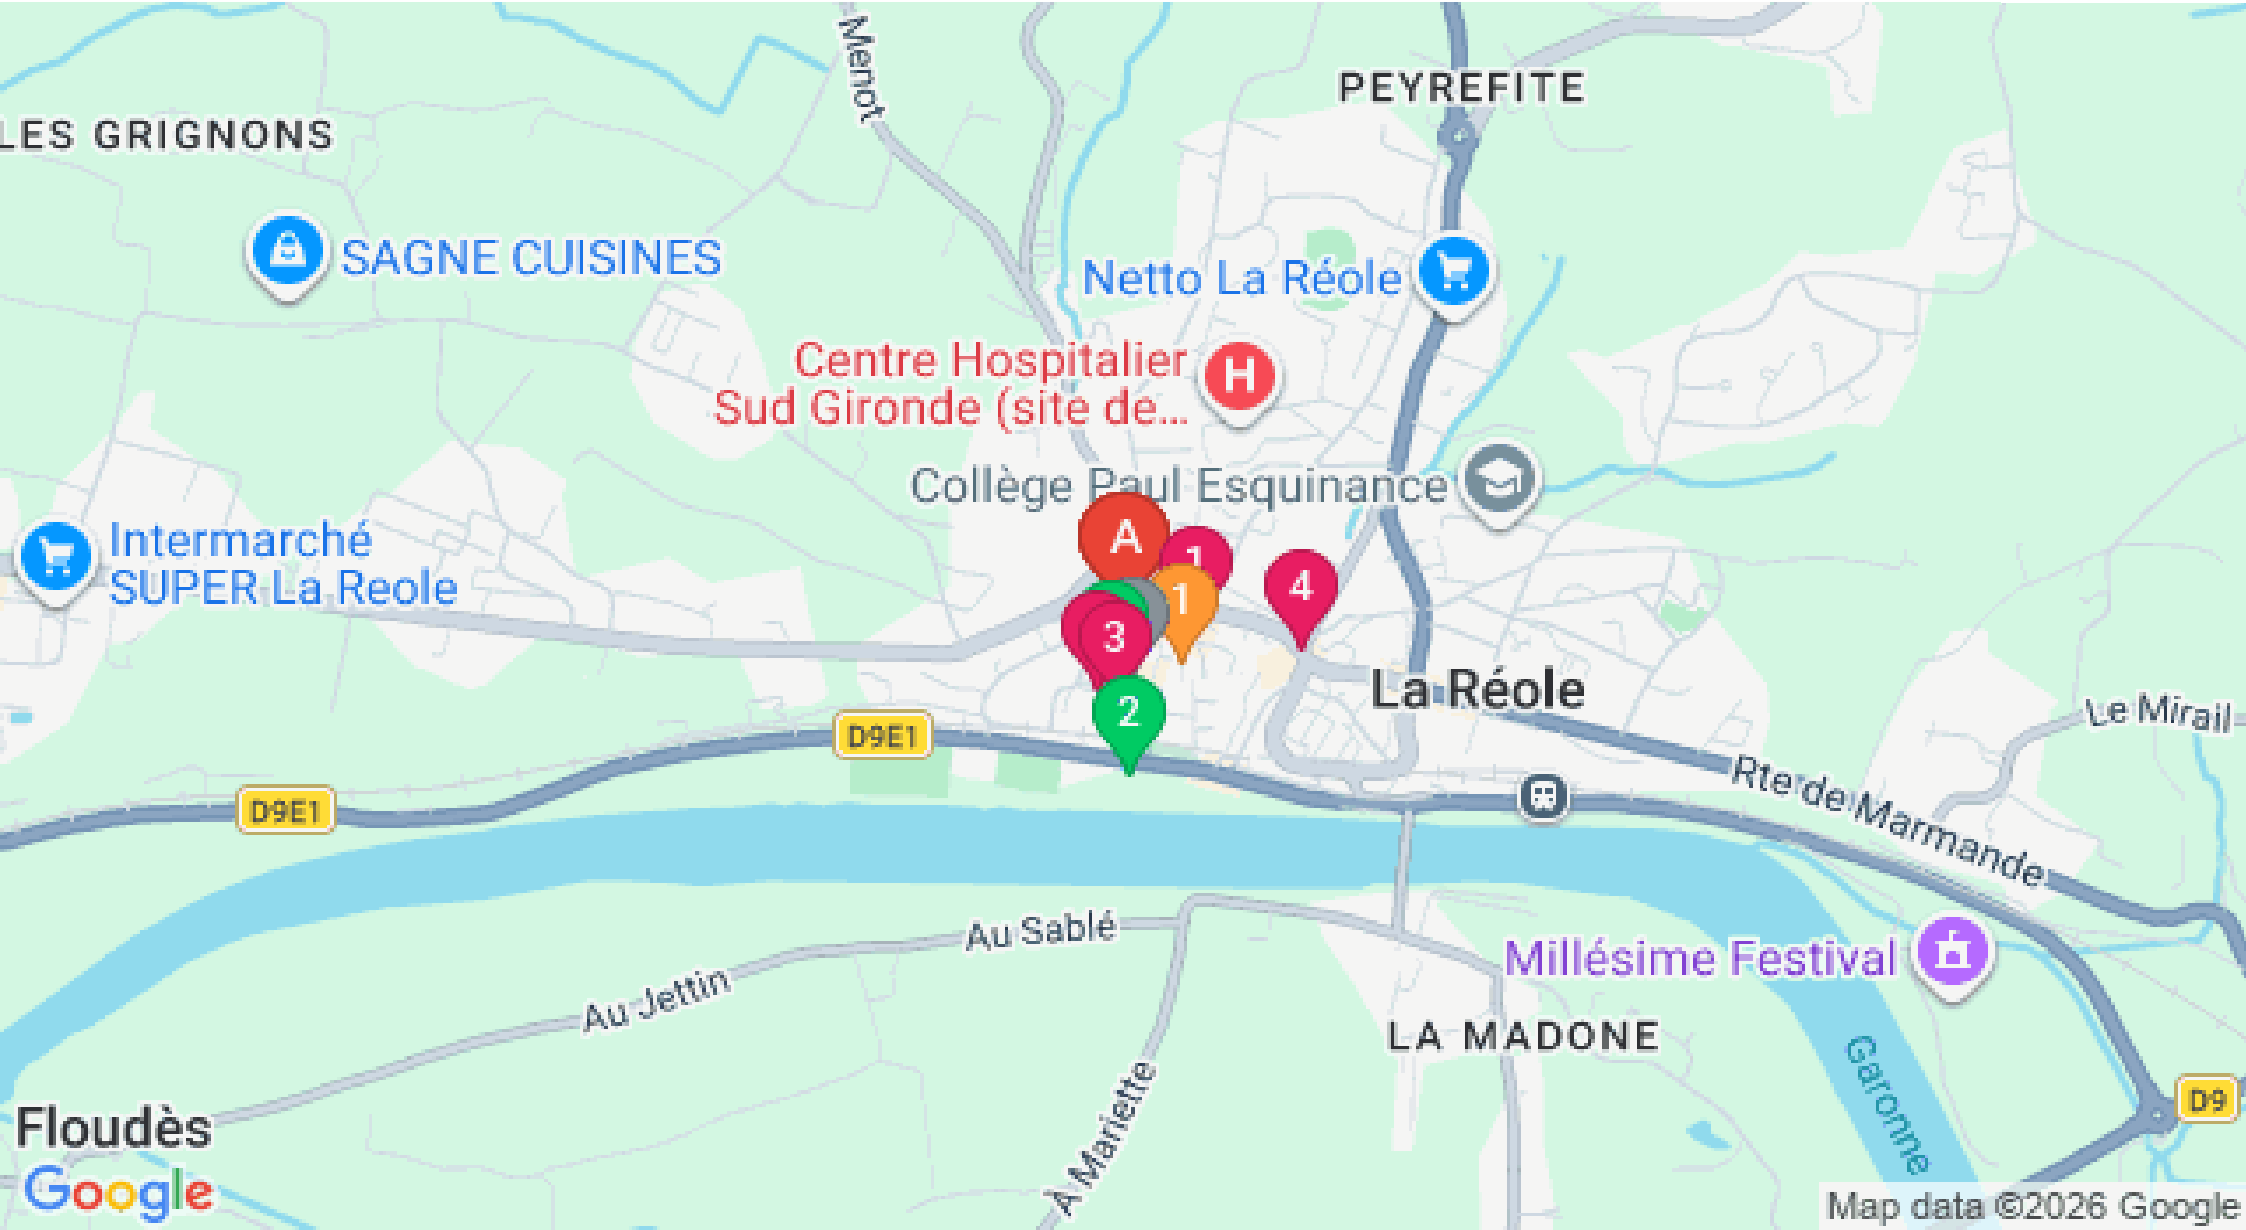 Menot
PEYREFITE
LES GRIGNONS
SAGNE CUISINES
Netto La Réole
Centre Hospitalier
Sud Gironde (site de...
H
Collège Paul Esquinance
A
1
Intermarché
SUPER La Reole
1
4
3
2
La Réole
Le Mirail
D9E1
D9E1
Rte de Marmande
Au Sablé
Millésime Festival
Au Jettin
LA MADONE
À Mariette
Garonne
D9
Floudès
Google
Map data ©2026 Google